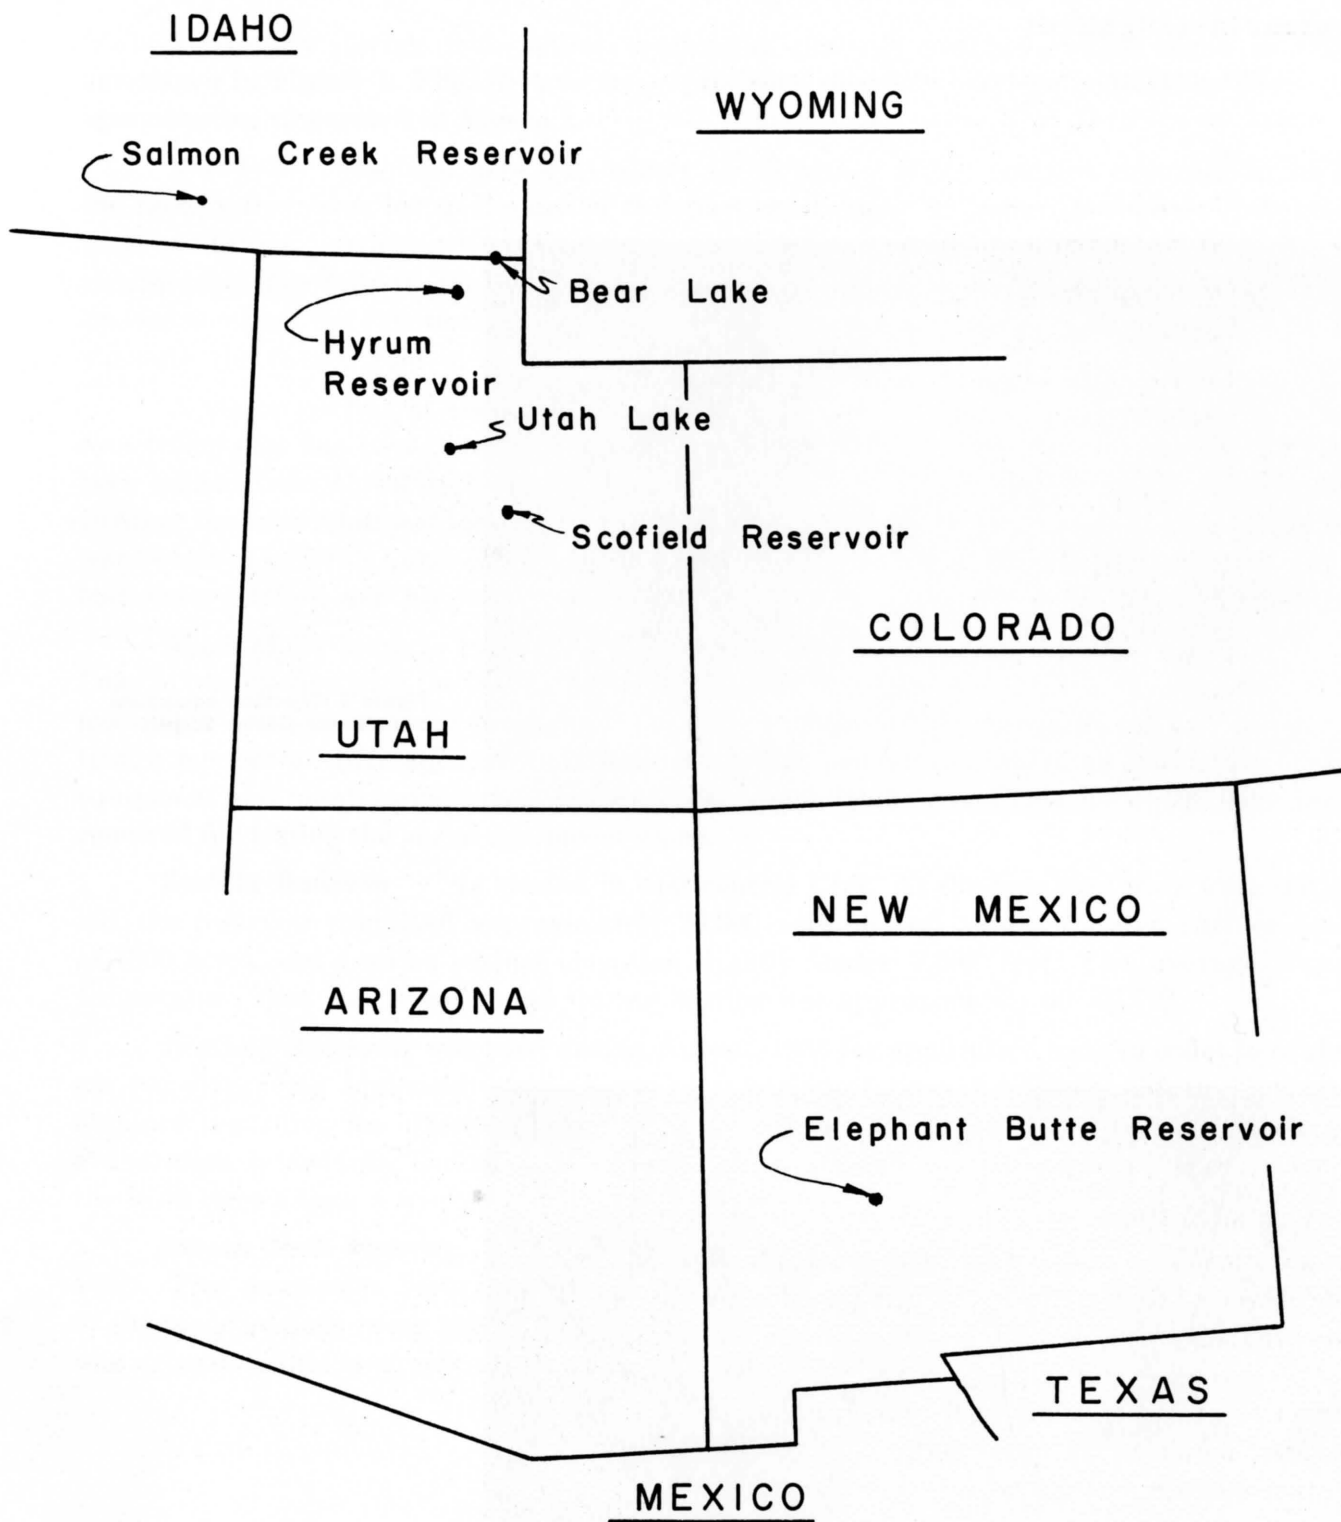 IDAHO
WYOMING
Salmon Creek Reservoir
Bear Lake
Hyrum
Reservoir
Utah Lake
Scofield Reservoir
COLORADO
UTAH
NEW MEXICO
ARIZONA
Elephant Butte Reservoir
TEXAS
MEXICO